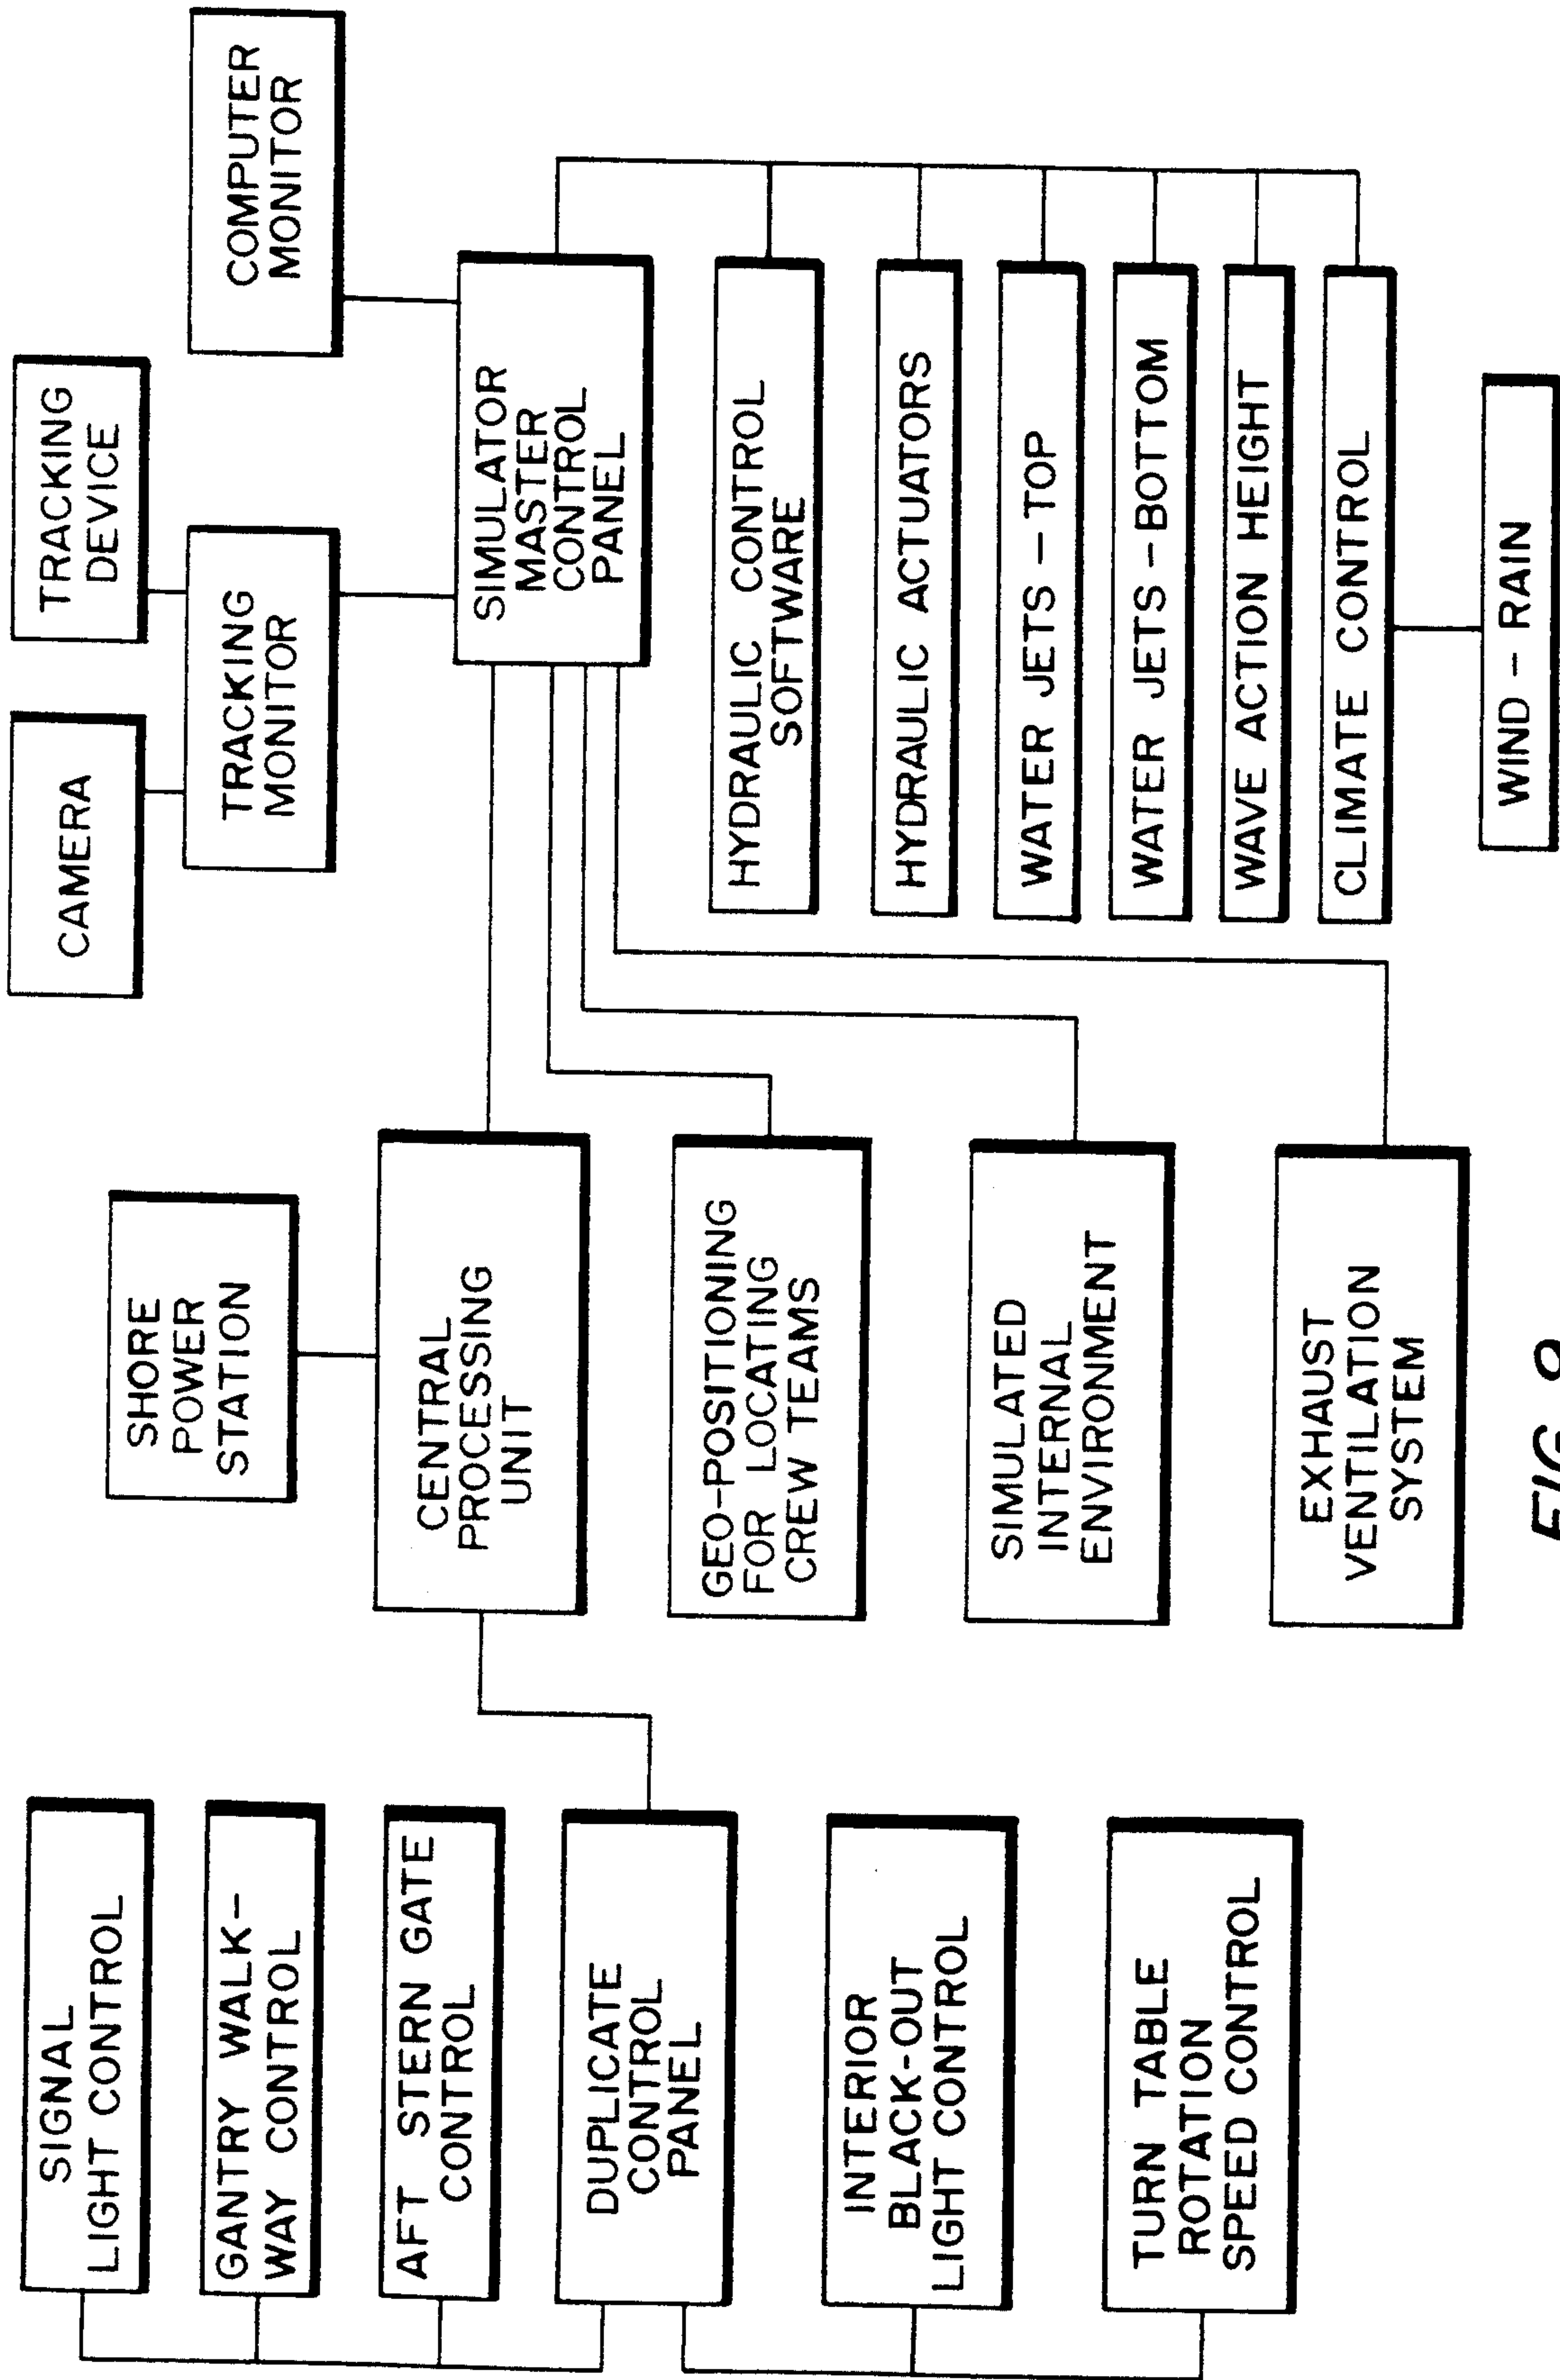 SIGNAL
LIGHT CONTROL
GANTRY WALK-
WAY CONTROL
AFT STERN GATE
CONTROL
DUPLICATE
CONTROL
PANEL
INTERIOR
BLACK-OUT
LIGHT CONTROL
TURN TABLE
ROTATION
SPEED CONTROL
SHORE
POWER
STATION
CENTRAL
PROCESSING
UNIT
GEO-POSITIONING
FOR LOCATING
CREW TEAMS
SIMULATED
INTERNAL
ENVIRONMENT
EXHAUST
VENTILATION
SYSTEM
CAMERA
TRACKING
DEVICE
TRACKING
MONITOR
COMPUTER
MONITOR
SIMULATOR
MASTER
CONTROL
PANEL
HYDRAULIC CONTROL
SOFTWARE
HYDRAULIC ACTUATORS
WATER JETS - TOP
WATER JETS - BOTTOM
WAVE ACTION HEIGHT
CLIMATE CONTROL
WIND - RAIN
FIG.